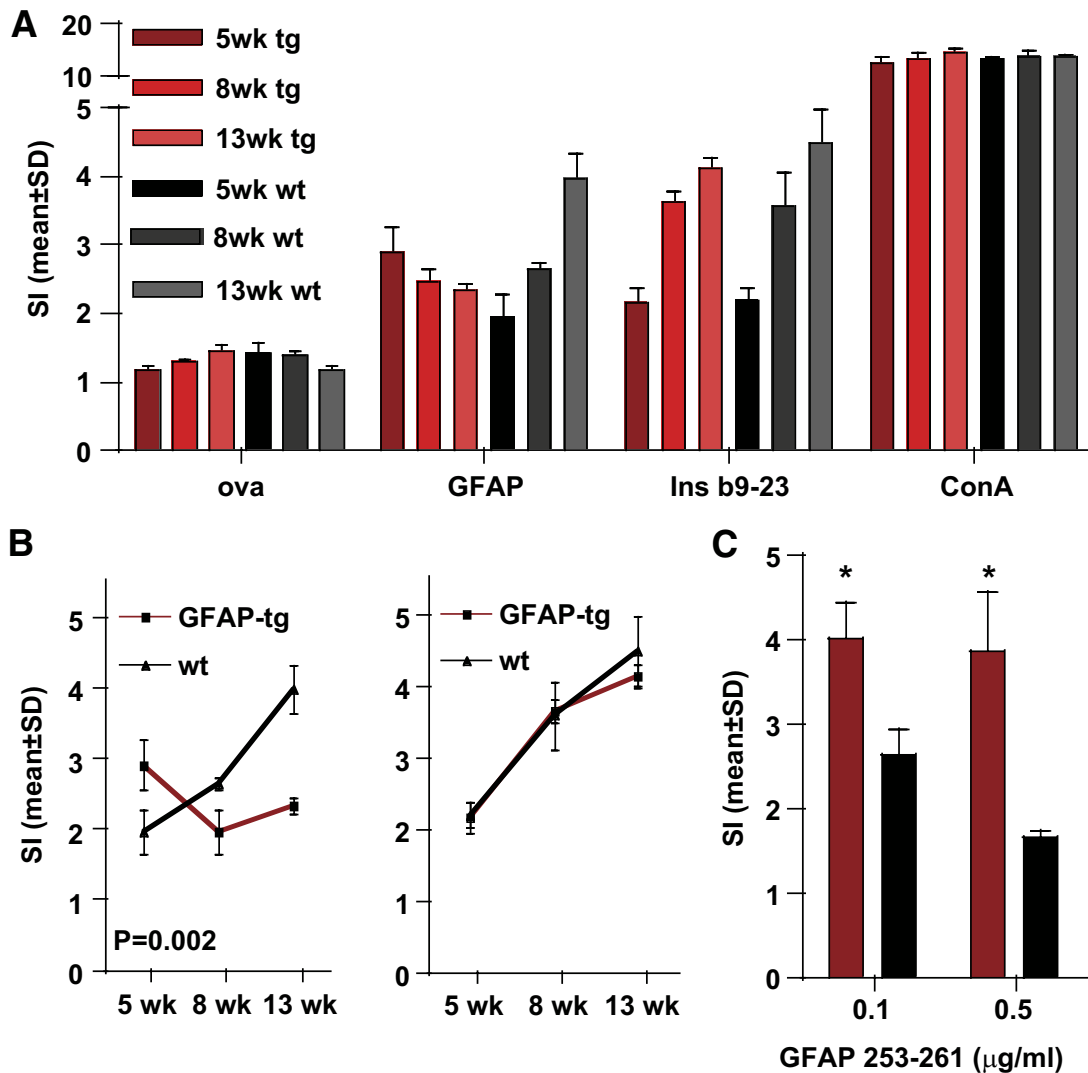 A
20
10
5
4
3
2
1
0
SI (mean±SD)
5wk tg
8wk tg
13wk tg
5wk wt
8wk wt
13wk wt
ova GFAP Ins b9-23 ConA
B
5
4
3
2
1
0
SI (mean±SD)
GFAP-tg
wt
P=0.002
5 wk 8 wk 13 wk
5
4
3
2
1
0
GFAP-tg
wt
5 wk 8 wk 13 wk
C
5
4
3
2
1
0
SI (mean±SD)
* *
0.1 0.5
GFAP 253-261 (μg/ml)